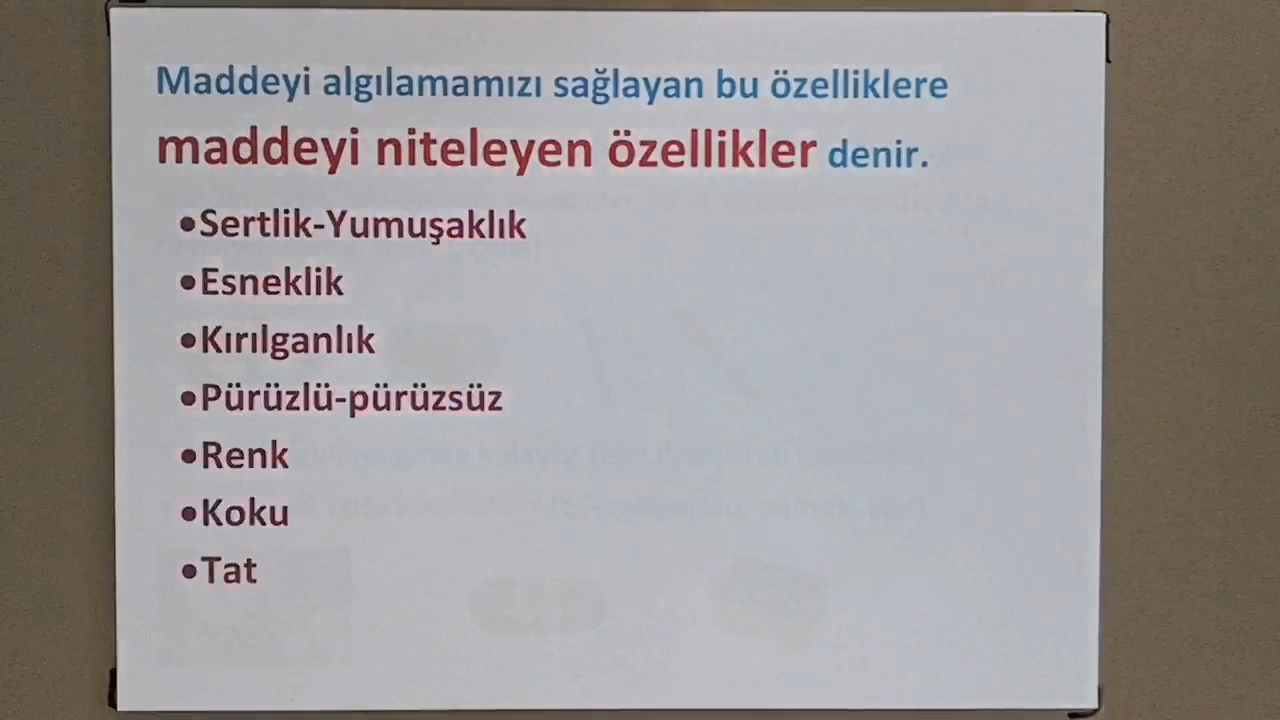 Maddeyi algılamamızı sağlayan bu özelliklere
maddeyi niteleyen özellikler denir.
•Sertlik-Yumuşaklık
•Esneklik
•Kırılganlık
•Pürüzlü-pürüzsüz
•Renk
•Koku
•Tat